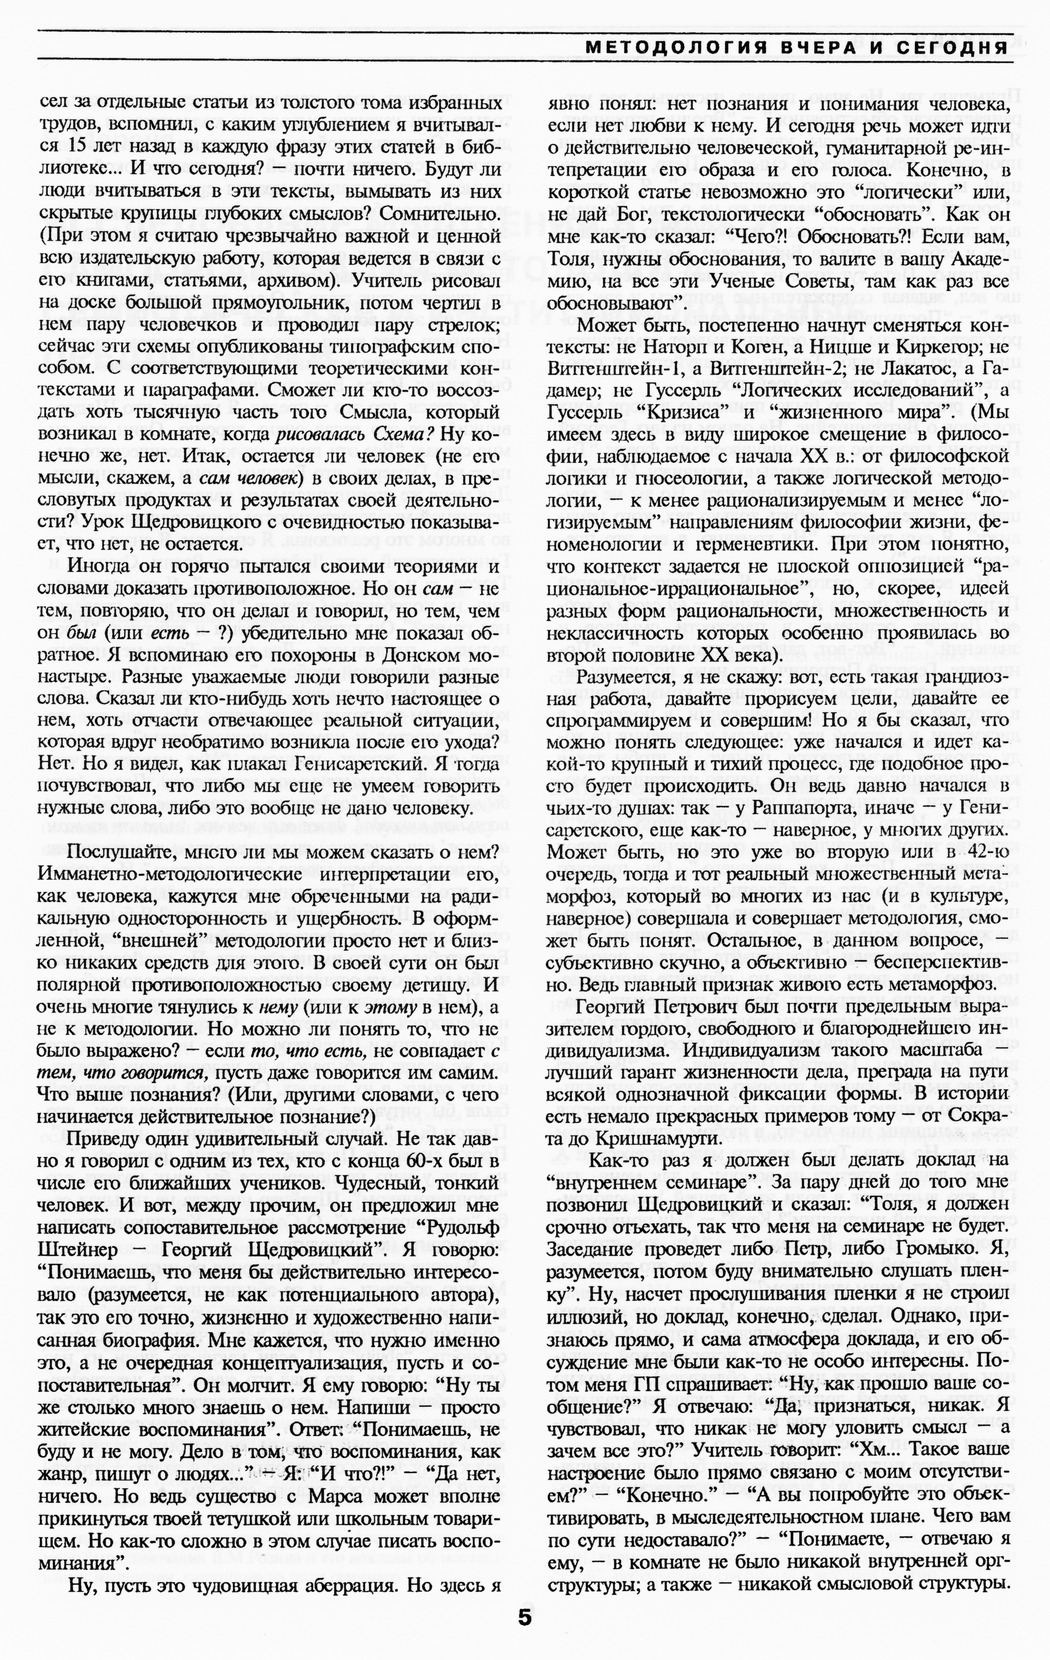 МЕТОДОЛОГИЯ ВЧЕРА И СЕГОДНЯ
сел за отдельные статьи из толстого тома избранных
трудов, вспомнил, с каким углублением я вчитывал-
ся 15 лет назад в каждую фразу этих статей в биб-
лиотеке... И что сегодня? — почти ничего. Будут ли
люди вчитываться в эти тексты, вымывать из них
скрытые крупицы глубоких смыслов? Сомнительно.
(При этом я считаю чрезвычайно важной и ценной
всю издательскую работу, которая ведется в связи с
его книгами, статьями, архивом). Учитель рисовал
на доске большой прямоугольник, потом чертил в
нем пару человечков и проводил пару стрелок;
сейчас эти схемы опубликованы типографским спо-
собом. С соответствующими теоретическими кон-
текстами и параграфами. Сможет ли кто-то воссоз-
дать хоть тысячную часть того Смысла, который
возникал в комнате, когда рисовалась Схема? Ну ко-
нечно же, нет. Итак, остается ли человек (не его
мысли, скажем, а сам человек) в своих делах, в пре-
словутых продуктах и результатах своей деятельно-
сти? Урок Щедровицкого с очевидностью показыва-
ет, что нет, не остается.
Иногда он горячо пытался своими теориями и
словами доказать противоположное. Но он сам — не
тем, повторяю, что он делал и говорил, но тем, чем
он был (или есть — ?) убедительно мне показал об-
ратное. Я вспоминаю его похороны в Донском мо-
настыре. Разные уважаемые люди говорили разные
слова. Сказал ли кто-нибудь хоть нечто настоящее о
нем, хоть отчасти отвечающее реальной ситуации,
которая вдруг необратимо возникла после его ухода?
Нет. Но я видел, как плакал Генисаретский. Я тогда
почувствовал, что либо мы еще не умеем говорить
нужные слова, либо это вообще не дано человеку.
Послушайте, много ли мы можем сказать о нем?
Имманетно-методологические интерпретации его,
как человека, кажутся мне обреченными на ради-
кальную односторонность и ущербность. В оформ-
ленной, “внешней” методологии просто нет и близ-
ко никаких средств для этого. В своей сути он был
полярной противоположностью своему детищу. И
очень многие тянулись к нему (или к этому в нем), а
не к методологии. Но можно ли понять то, что не
было выражено? — если то, что есть, не совпадает с
тем, что говорится, пусть даже говорится им самим.
Что выше познания? (Или, другими словами, с чего
начинается действительное познание?)
Приведу один удивительный случай. Не так дав-
но я говорил с одним из тех, кто с конца 60-х был в
числе его ближайших учеников. Чудесный, тонкий
человек. И вот, между прочим, он предложил мне
написать сопоставительное рассмотрение “Рудольф
Штейнер — Георгий Щедровицкий”. Я говорю:
“Понимаешь, что меня бы действительно интересо-
вало (разумеется, не как потенциального автора),
так это его точно, жизненно и художественно напи-
санная биография. Мне кажется, что нужно именно
это, а не очередная концептуализация, пусть и со-
поставительная”. Он молчит. Я ему говорю: “Ну ты
же столько много знаешь о нем. Напиши — просто
житейские воспоминания”. Ответ: “Понимаешь, не
буду и не могу. Дело в том, что воспоминания, как
жанр, пишут о людях...” — Я: “И что?!” — “Да нет,
ничего. Но ведь существо с Марса может вполне
прикинуться твоей тетушкой или школьным товари-
щем. Но как-то сложно в этом случае писать воспо-
минания”.
Ну, пусть это чудовищная аберрация. Но здесь я
явно понял: нет познания и понимания человека,
если нет любви к нему. И сегодня речь может идти
о действительно человеческой, гуманитарной ре-ин-
тепретации его образа и его голоса. Конечно, в
короткой статье невозможно это “логически” или,
не дай Бог, текстологически “обосновать”. Как он
мне как-то сказал: “Чего?! Обосновать?! Если вам,
Толя, нужны обоснования, то валите в вашу Акаде-
мию, на все эти Ученые Советы, там как раз все
обосновывают”.
Может быть, постепенно начнут сменяться кон-
тексты: не Наторп и Коген, а Ницше и Киркегор; не
Витгенштейн-1, а Витгенштейн-2; не Лакатос, а Га-
дамер; не Гуссерль “Логических исследований”, а
Гуссерль “Кризиса” и “жизненного мира”. (Мы
имеем здесь в виду широкое смещение в филосо-
фии, наблюдаемое с начала XX в.: от философской
логики и гносеологии, а также логической методо-
логии, — к менее рационализируемым и менее “ло-
гизируемым” направлениям философии жизни, фе-
номенологии и герменевтики. При этом понятно,
что контекст задается не плоской оппозицией “ра-
циональное-иррациональное”, но, скорее, идеей
разных форм рациональности, множественность и
неклассичность которых особенно проявилась во
второй половине XX века).
Разумеется, я не скажу: вот, есть такая грандиоз-
ная работа, давайте прорисуем цели, давайте ее
спрограммируем и совершим! Но я бы сказал, что
можно понять следующее: уже начался и идет ка-
кой-то крупный и тихий процесс, где подобное про-
сто будет происходить. Он ведь давно начался в
чьих-то душах: так — у Раппапорта, иначе — у Гени-
саретского, еще как-то — наверное, у многих других.
Может быть, но это уже во вторую или в 42-ю
очередь, тогда и тот реальный множественный мета-
морфоз, который во многих из нас (и в культуре,
наверное) совершала и совершает методология, смо-
жет быть понят. Остальное, в данном вопросе, —
субъективно скучно, а объективно — бесперспектив-
но. Ведь главный признак живого есть метаморфоз.
Георгий Петрович был почти предельным выра-
зителем гордого, свободного и благороднейшего ин-
дивидуализма. Индивидуализм такого масштаба —
лучший гарант жизненности дела, преграда на пути
всякой однозначной фиксации формы. В истории
есть немало прекрасных примеров тому — от Сокра-
та до Кришнамурти.
Как-то раз я должен был делать доклад на
“внутреннем семинаре”. За пару дней до того мне
позвонил Щедровицкий и сказал: “Толя, я должен
срочно отъехать, так что меня на семинаре не будет.
Заседание проведет либо Петр, либо Громыко. Я,
разумеется, потом буду внимательно слушать плен-
ку”. Ну, насчет прослушивания пленки я не строил
иллюзий, но доклад, конечно, сделал. Однако, при-
знаюсь прямо, и сама атмосфера доклада, и его об-
суждение мне были как-то не особо интересны. По-
том меня ГП спрашивает: “Ну, как прошло ваше со-
общение?” Я отвечаю: “Да, признаться, никак. Я
чувствовал, что никак не могу уловить смысл — а
зачем все это?” Учитель говорит: “Хм... Такое ваше
настроение было прямо связано с моим отсутстви-
ем?” — “Конечно.” — “А вы попробуйте это объек-
тивировать, в мыследеятельностном плане. Чего вам
по сути недоставало?” — “Понимаете, — отвечаю я
ему, — в комнате не было никакой внутренней орг-
структуры; а также — никакой смысловой структуры.
5